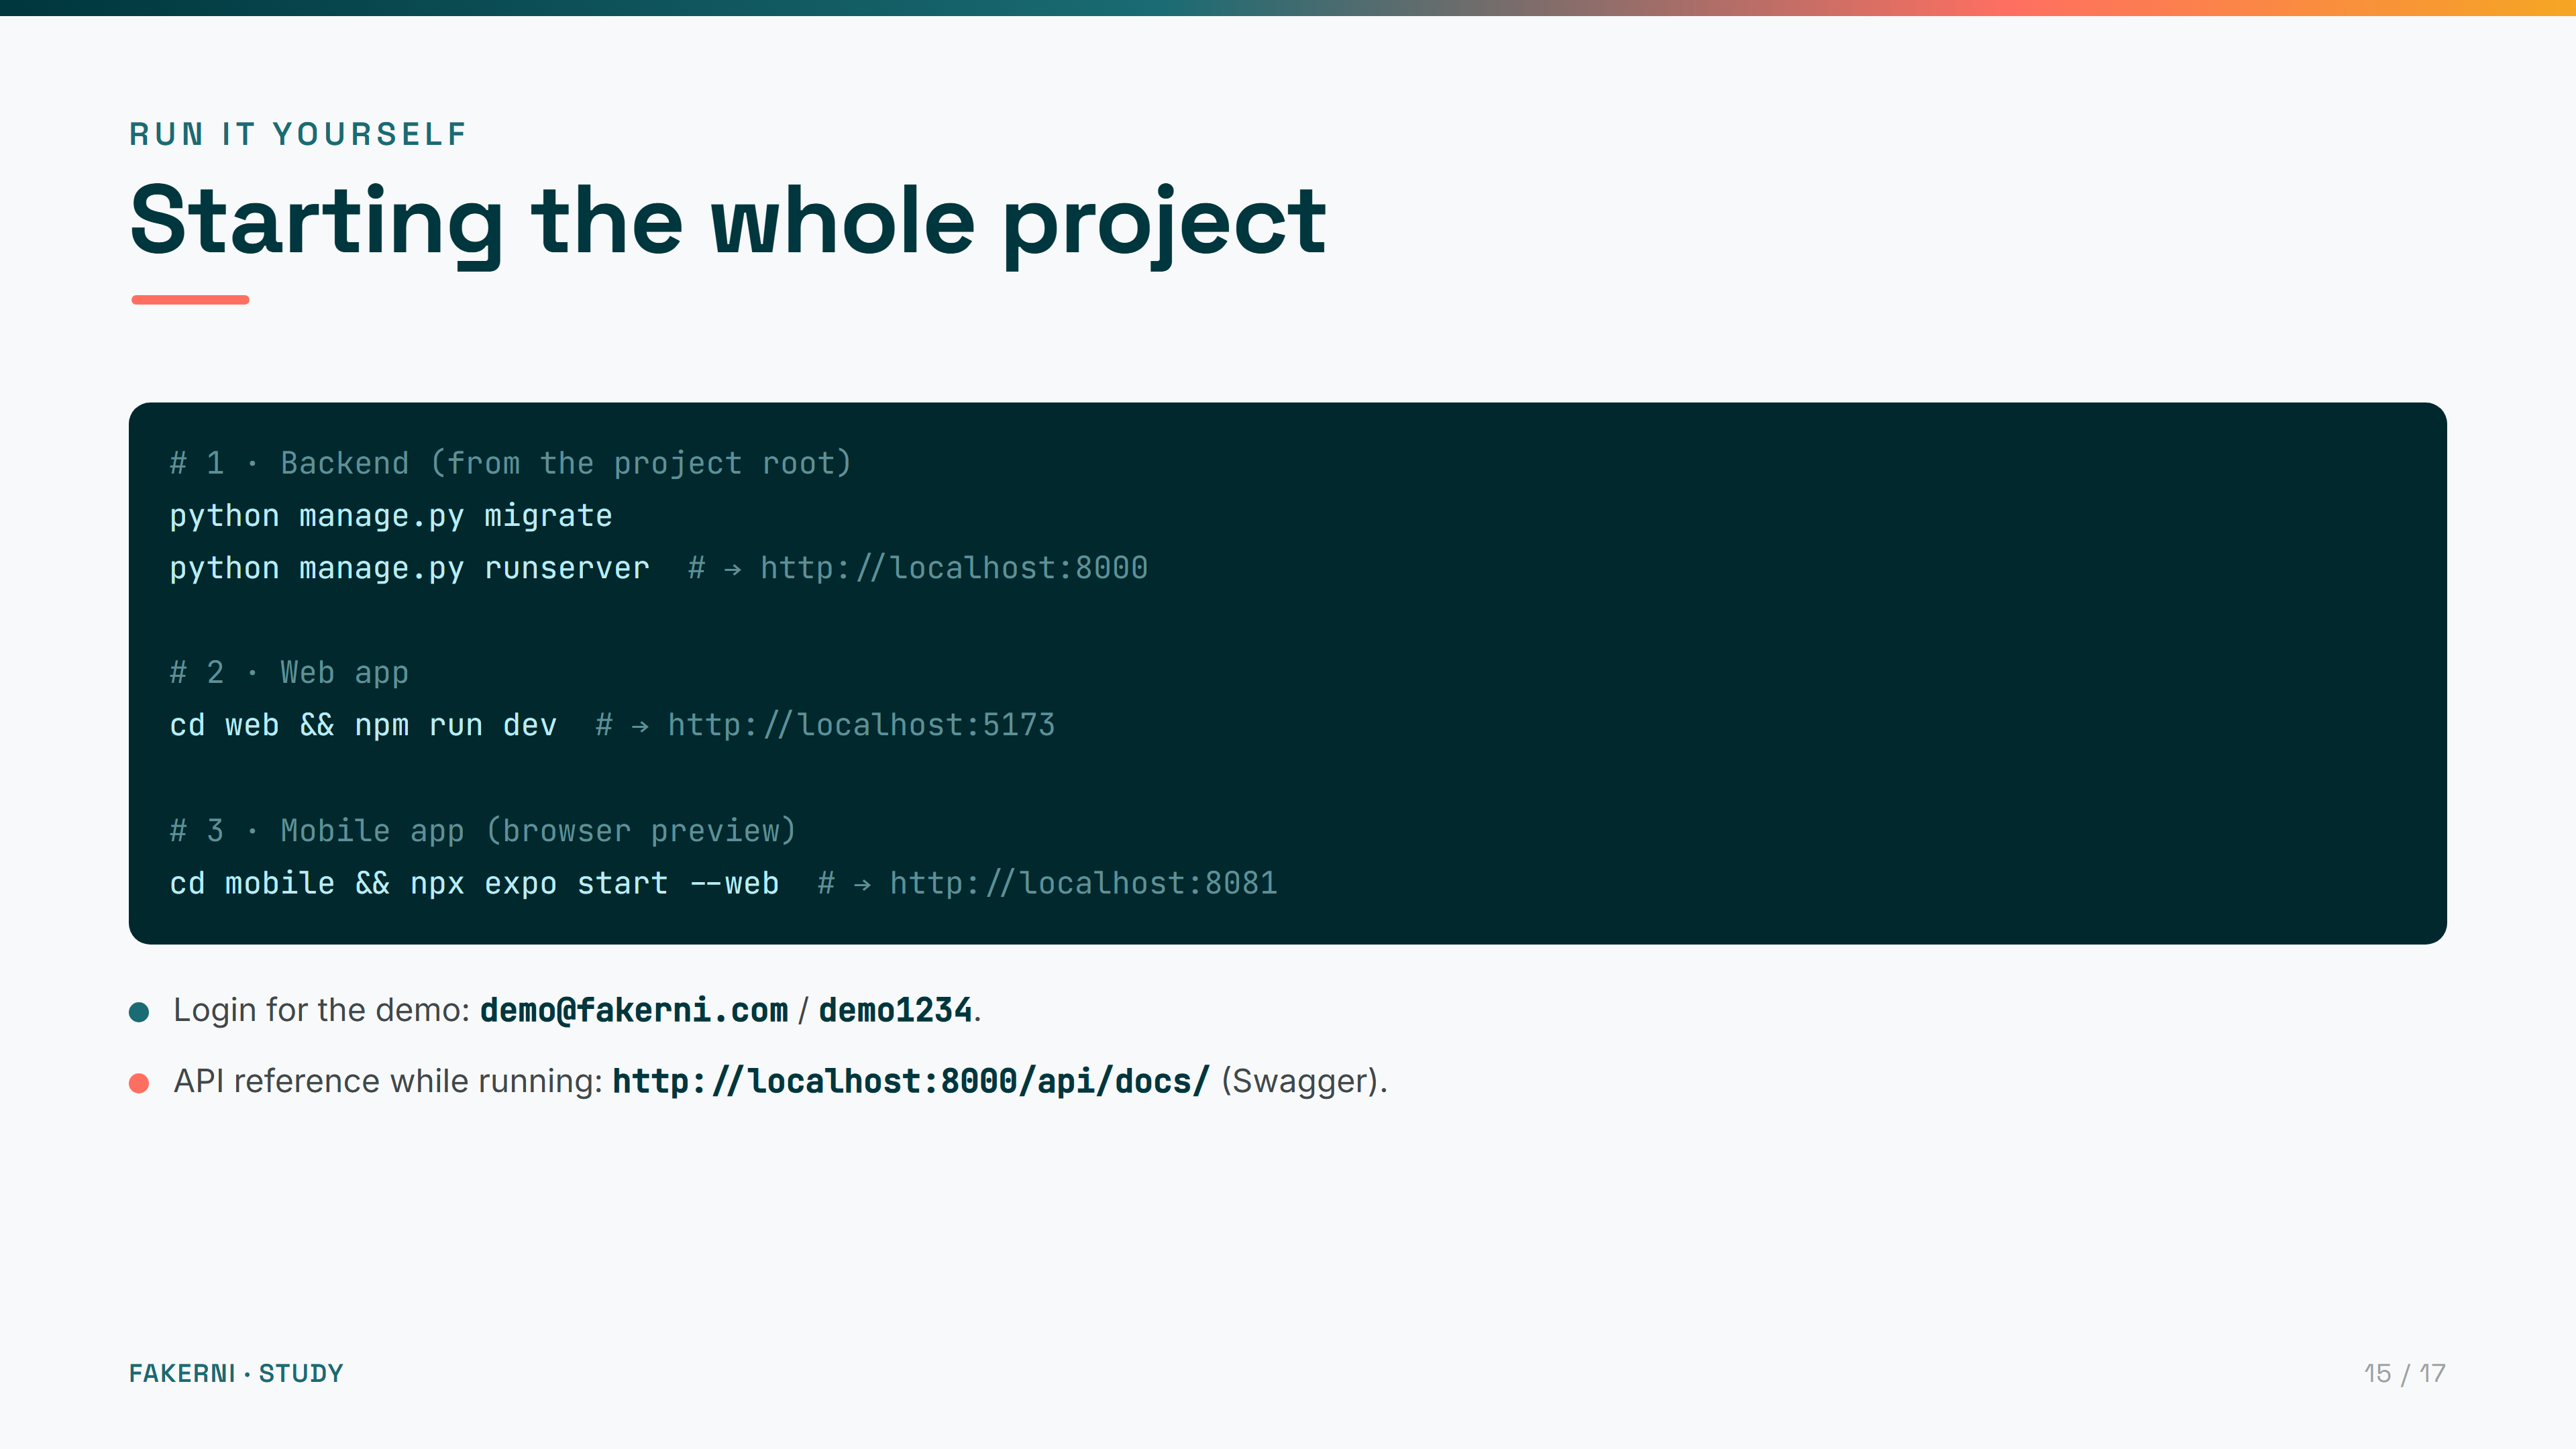 RUN IT YOURSELF
Starting the whole project
# 1 · Backend (from the project root)
python manage.py migrate
python manage.py runserver  # → http://localhost:8000
# 2 · Web app
cd web && npm run dev  # → http://localhost:5173
# 3 · Mobile app (browser preview)
cd mobile && npx expo start --web  # → http://localhost:8081
Login for the demo: demo@fakerni.com / demo1234.
API reference while running: http://localhost:8000/api/docs/ (Swagger).
FAKERNI · STUDY
15 / 17